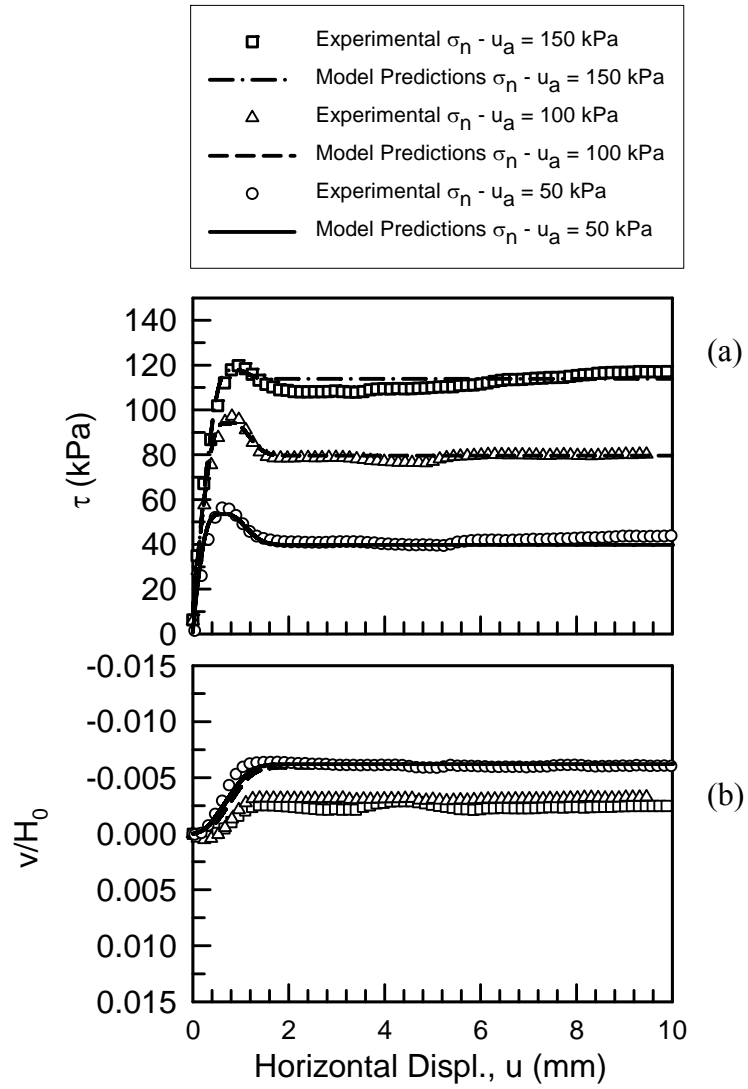 Experimental σn - ua = 150 kPa
Model Predictions σn - ua = 150 kPa
Experimental σn - ua = 100 kPa
Model Predictions σn - ua = 100 kPa
Experimental σn - ua = 50 kPa
Model Predictions σn - ua = 50 kPa
140
120
100
80
60
40
20
0
τ (kPa)
(a)
-0.015
-0.010
-0.005
0.000
0.005
0.010
0.015
v/H0
(b)
0 2 4 6 8 10
Horizontal Displ., u (mm)